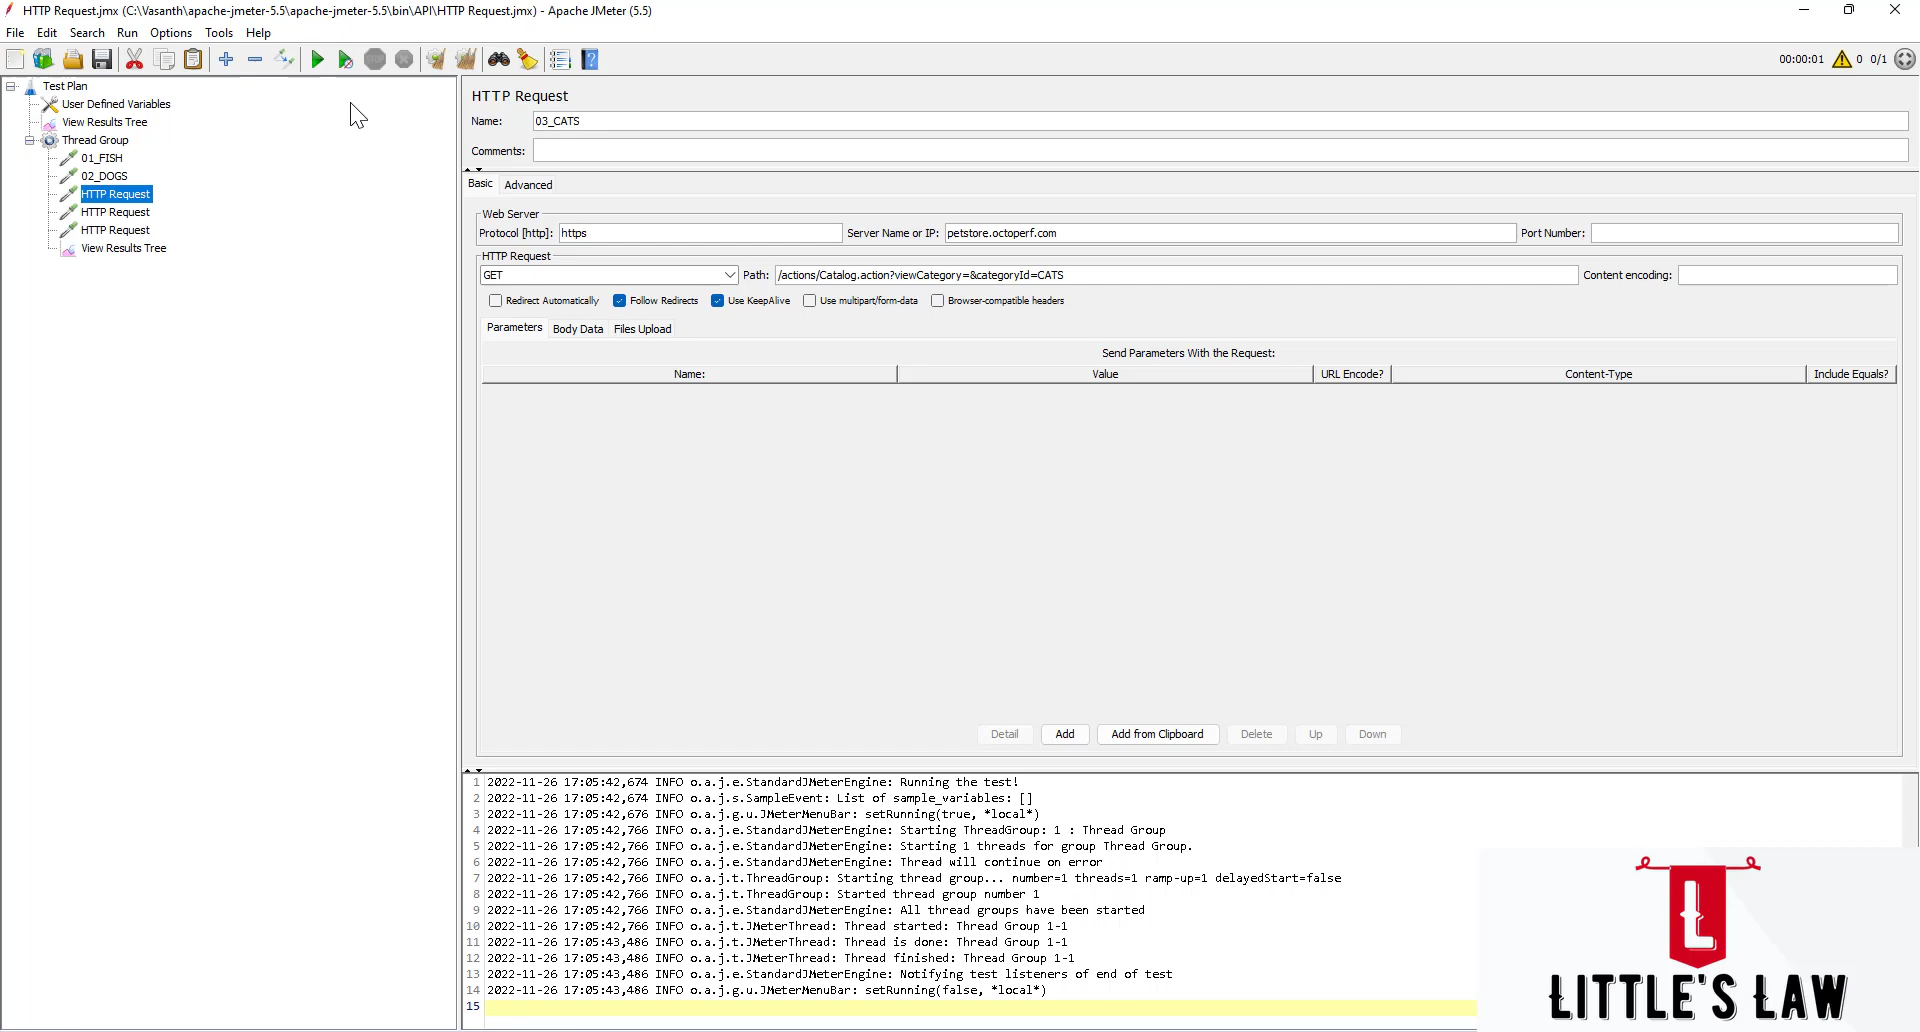 HTTP Request.jmx (C:\Vasanth\apache-jmeter-5.5\apache-jmeter-5.5\bin\API\HTTP Request.jmx) - Apache JMeter (5.5)
File Edit Search Run Options Tools Help
00:00:01 0 0/1
Test Plan
User Defined Variables
View Results Tree
Thread Group
01_FISH
02_DOGS
HTTP Request
HTTP Request
HTTP Request
View Results Tree
HTTP Request
Name: 03_CATS
Comments:
Basic Advanced
Web Server
Protocol [http]: https Server Name or IP: petstore.octoperf.com Port Number:
HTTP Request
GET Path: /actions/Catalog.action?viewCategory=&categoryId=CATS Content encoding:
Redirect Automatically Follow Redirects Use KeepAlive Use multipart/form-data Browser-compatible headers
Parameters Body Data Files Upload
Send Parameters With the Request:
Name: Value URL Encode? Content-Type Include Equals?
Detail Add Add from Clipboard Delete Up Down
1 2022-11-26 17:05:42,674 INFO o.a.j.e.StandardJMeterEngine: Running the test!
2 2022-11-26 17:05:42,674 INFO o.a.j.s.SampleEvent: List of sample_variables: []
3 2022-11-26 17:05:42,676 INFO o.a.j.g.u.JMeterMenuBar: setRunning(true, *local*)
4 2022-11-26 17:05:42,766 INFO o.a.j.e.StandardJMeterEngine: Starting ThreadGroup: 1 : Thread Group
5 2022-11-26 17:05:42,766 INFO o.a.j.e.StandardJMeterEngine: Starting 1 threads for group Thread Group.
6 2022-11-26 17:05:42,766 INFO o.a.j.e.StandardJMeterEngine: Thread will continue on error
7 2022-11-26 17:05:42,766 INFO o.a.j.t.ThreadGroup: Starting thread group... number=1 threads=1 ramp-up=1 delayedStart=false
8 2022-11-26 17:05:42,766 INFO o.a.j.t.ThreadGroup: Started thread group number 1
9 2022-11-26 17:05:42,766 INFO o.a.j.e.StandardJMeterEngine: All thread groups have been started
10 2022-11-26 17:05:42,766 INFO o.a.j.t.JMeterThread: Thread started: Thread Group 1-1
11 2022-11-26 17:05:43,486 INFO o.a.j.t.JMeterThread: Thread is done: Thread Group 1-1
12 2022-11-26 17:05:43,486 INFO o.a.j.t.JMeterThread: Thread finished: Thread Group 1-1
13 2022-11-26 17:05:43,486 INFO o.a.j.e.StandardJMeterEngine: Notifying test listeners of end of test
14 2022-11-26 17:05:43,486 INFO o.a.j.g.u.JMeterMenuBar: setRunning(false, *local*)
15
L
LITTLE'S LAW